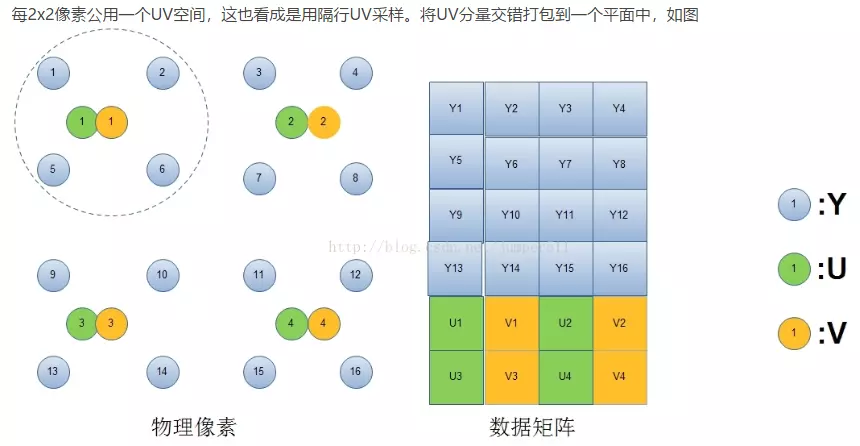 每2x2像素公用一个UV空间，这也看成是用隔行UV采样。将UV分量交错打包到一个平面中，如图
1 2 3 4
1 1 2 2
5 6 7 8
9 10 11 12
3 3 4 4
13 14 15 16
物理像素
Y1 Y2 Y3 Y4
Y5 Y6 Y7 Y8
Y9 Y10 Y11 Y12
Y13 Y14 Y15 Y16
U1 V1 U2 V2
U3 V3 U4 V4
数据矩阵
1 :Y
1 :U
1 :V